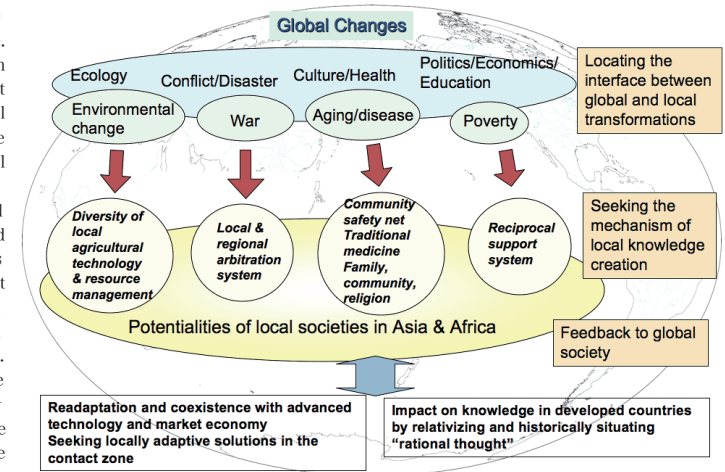 Global Changes
Ecology
Conflict/Disaster
Culture/Health
Politics/Economics/
Education
Environmental
change
War
Aging/disease
Poverty
Locating the
interface between
global and local
transformations
Diversity of
local
agricultural
technology
& resource
management
Local &
regional
arbitration
system
Community
safety net
Traditional
medicine
Family,
community,
religion
Reciprocal
support
system
Seeking the
mechanism of
local knowledge
creation
Potentialities of local societies in Asia & Africa
Feedback to global
society
Readaptation and coexistence with advanced
technology and market economy
Seeking locally adaptive solutions in the
contact zone
Impact on knowledge in developed countries
by relativizing and historically situating
“rational thought”